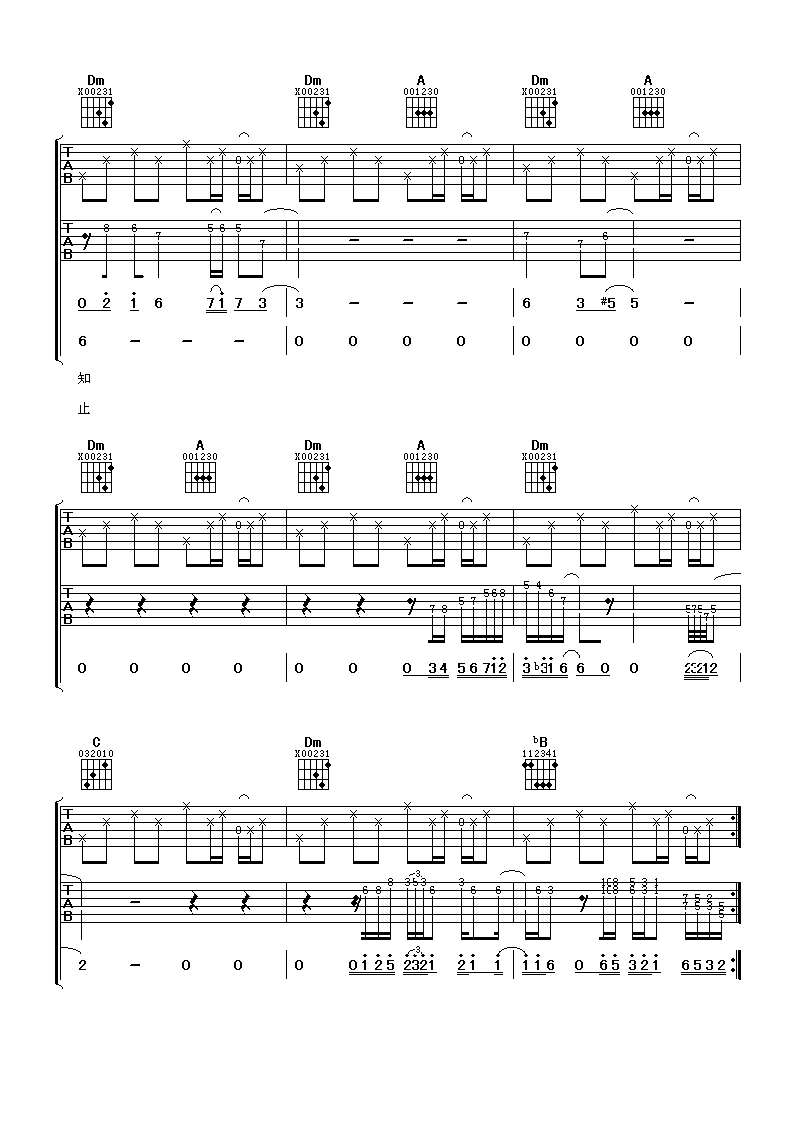 Dm Dm A Dm A
X00231 X00231 001230 X00231 001230
T A B × × × × × × × 0 × × × × × × × × × 0 × × × × × × × × × 0 × ×
T A B 8 6 7 5 6 5 7 – – 7 7 6 –
0 2 1 6 7 1 7 3 3 – – – 6 3 #5 5 –
6 – – – 0 0 0 0 0 0 0 0
知
止
Dm A Dm A Dm
X00231 001230 X00231 001230 X00231
T A B × × × × × × × 0 × × × × × × × × × 0 × × × × × × × × × 0 × ×
T A B 7 8 5 7 5 6 8 5 4 6 7 5 7 5 7 5
0 0 0 0 0 0 0 3 4 5 6 7 1 2 3 b3 1 6 6 0 0 2 3 2 1 2
C Dm bB
032010 X00231 112341
T A B × × × × × × × 0 × × × × × × × × × 0 × × × × × × × × × 0 × ×
T A B – 6 8 8 3 5 3 6 3 6 6 6 3 10 8 5 3 1 10 8 6 3 1 7 5 2 7 5 3 5 5
3
2 – 0 0 0 0 1 2 5 2 3 2 1 2 1 1 1 1 6 0 6 5 3 2 1 6 5 3 2
3